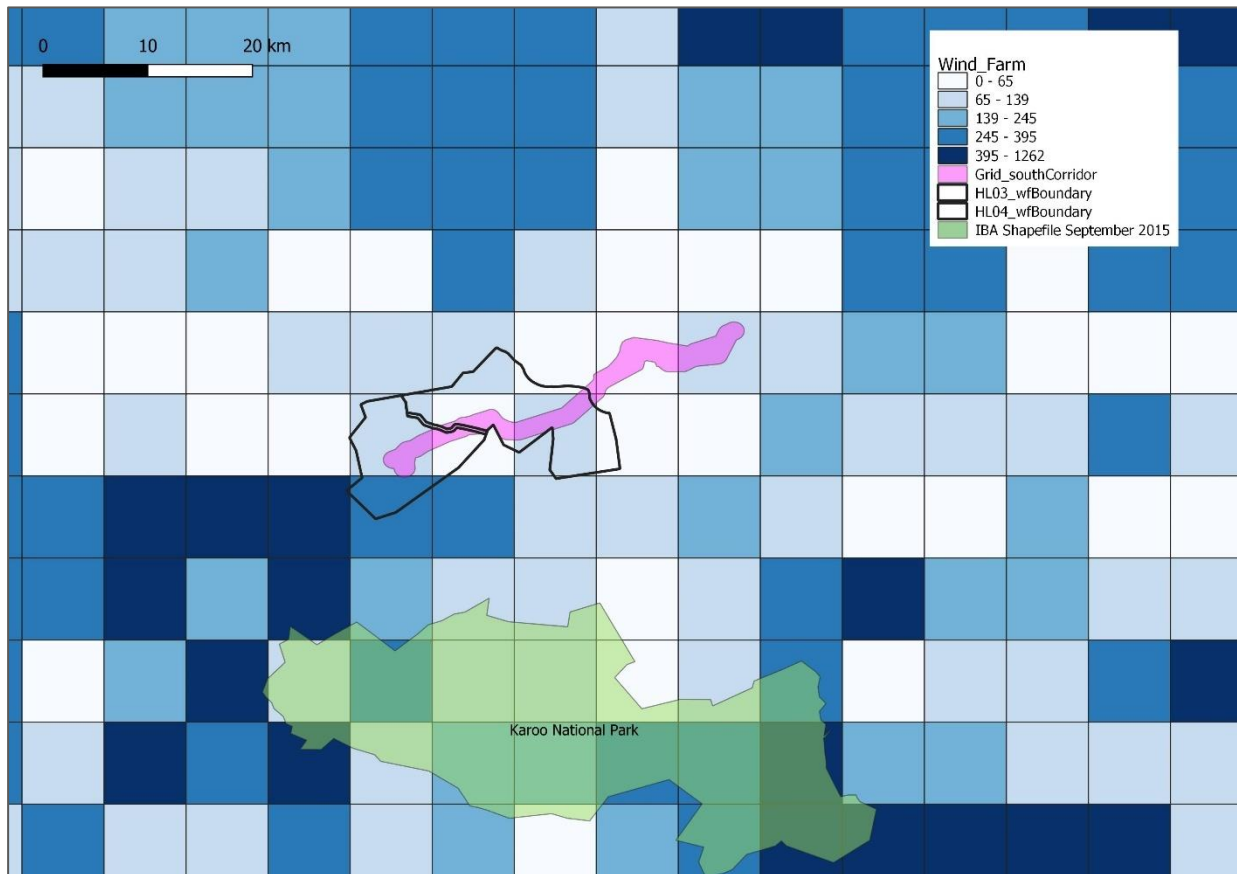 0 10 20 km
Wind_Farm
0 - 65
65 - 139
139 - 245
245 - 395
395 - 1262
Grid_southCorridor
HL03_wfBoundary
HL04_wfBoundary
IBA Shapefile September 2015
Karoo National Park